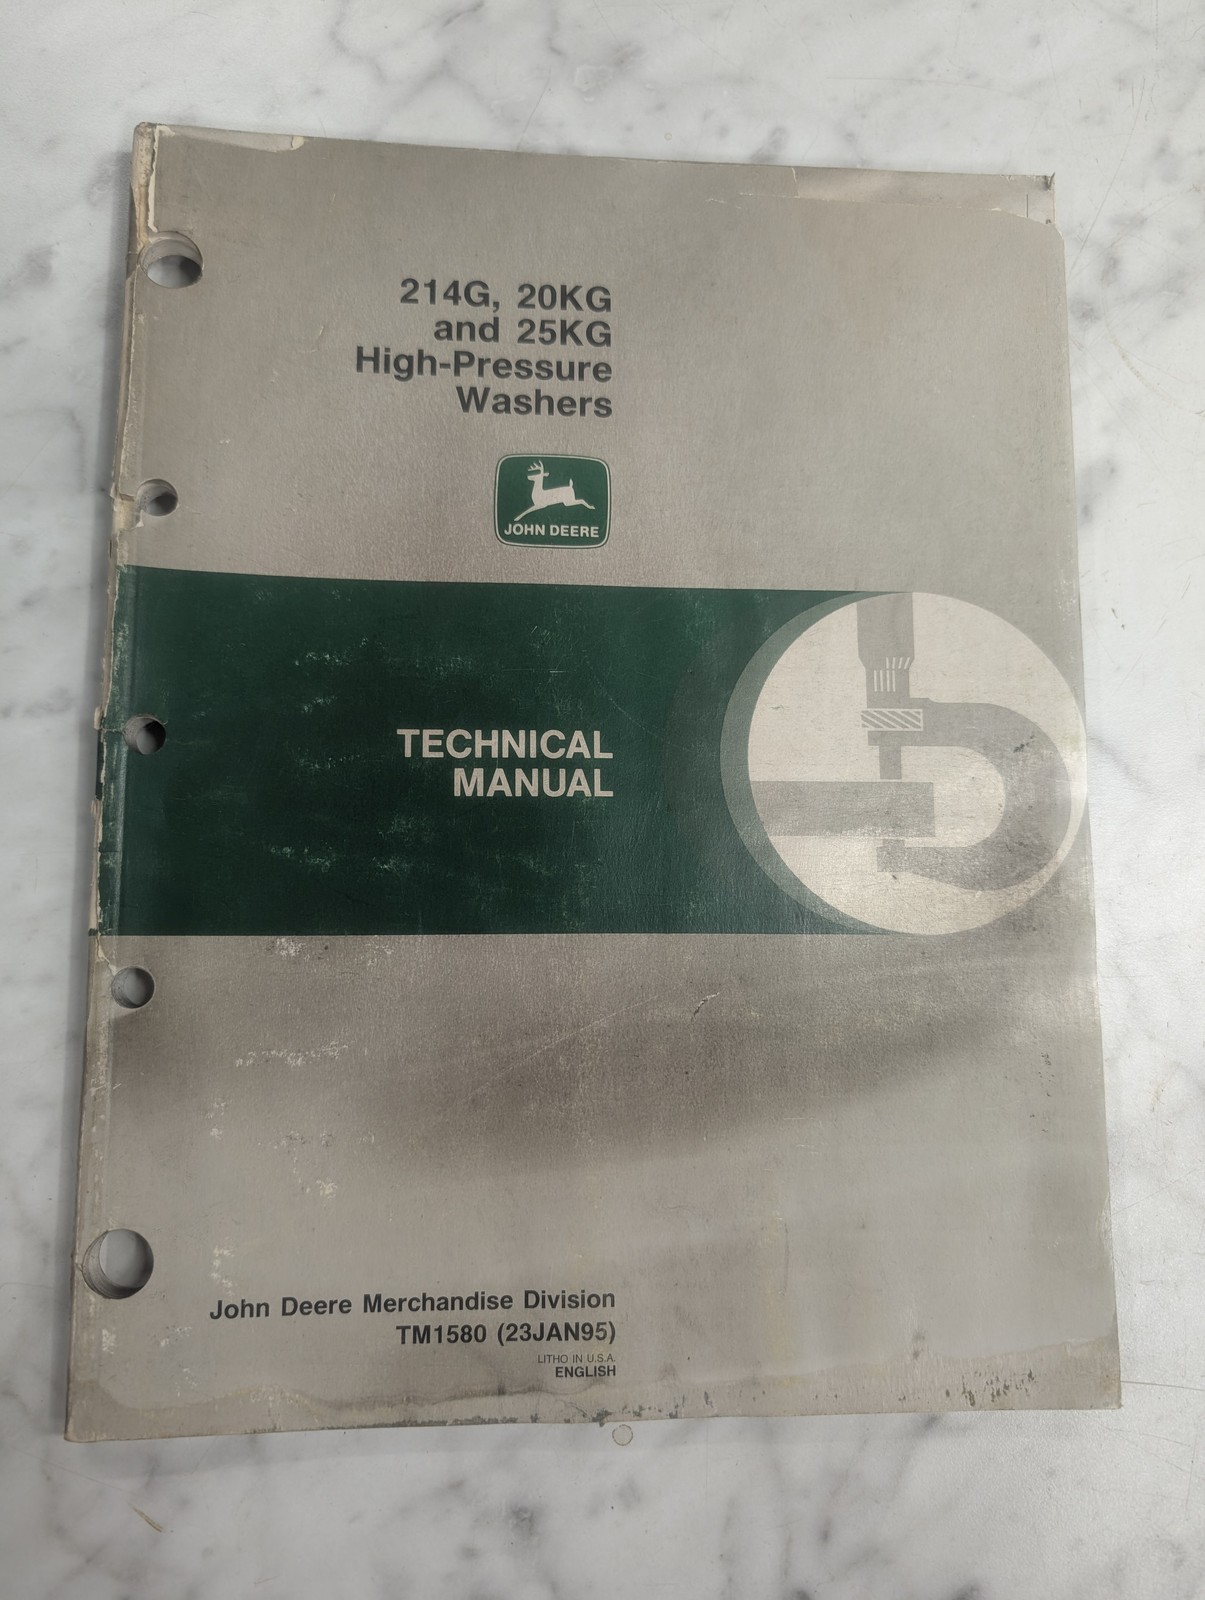 214G, 20KG
and 25KG
High-Pressure
Washers
JOHN DEERE
TECHNICAL
MANUAL
John Deere Merchandise Division
TM1580 (23JAN95)
LITHO IN U.S.A.
ENGLISH